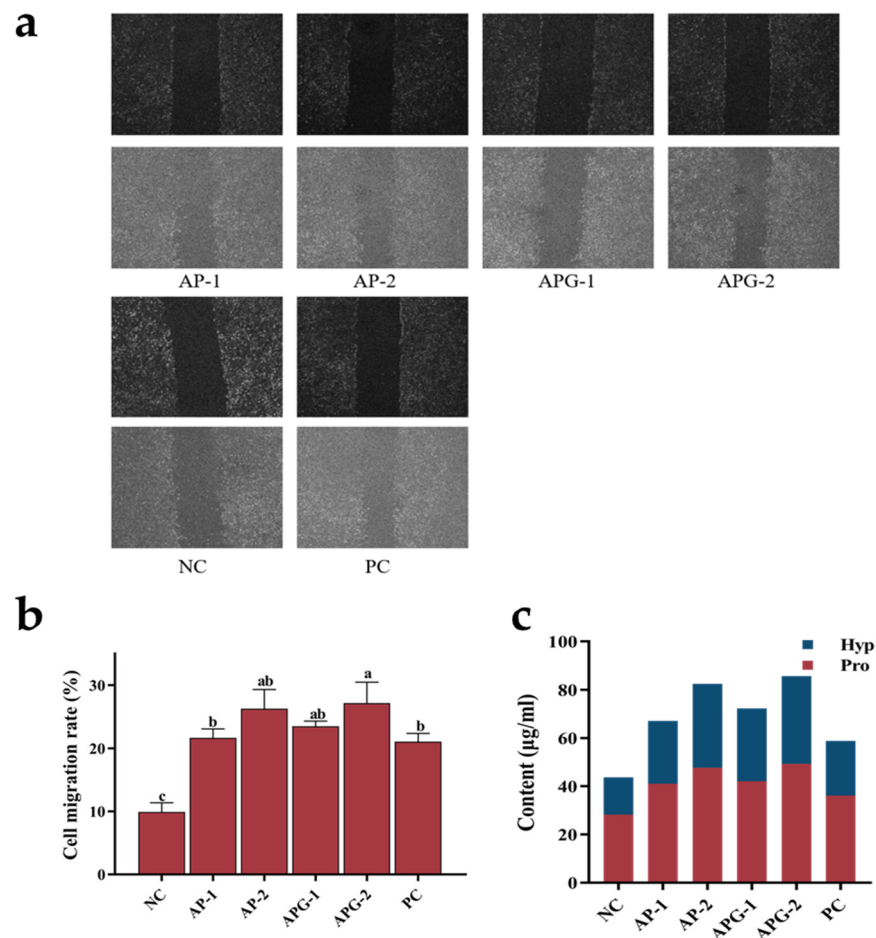 a
AP-1 AP-2 APG-1 APG-2
NC PC
b
Cell migration rate (%)
30
20
10
0
c b ab ab a b
NC AP-1 AP-2 APG-1 APG-2 PC
c
Content (μg/ml)
100
80
60
40
20
0
Hyp
Pro
NC AP-1 AP-2 APG-1 APG-2 PC